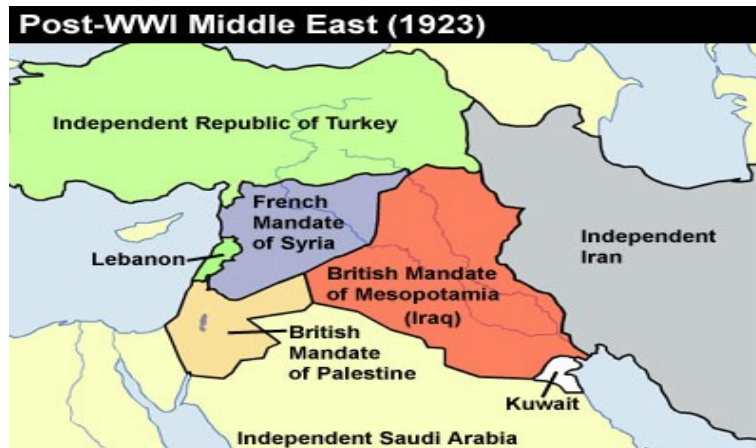 Post-WWI Middle East (1923)
Independent Republic of Turkey
French
Mandate
of Syria
Lebanon
Independent
Iran
British Mandate
of Mesopotamia
(Iraq)
British
Mandate
of Palestine
Kuwait
Independent Saudi Arabia